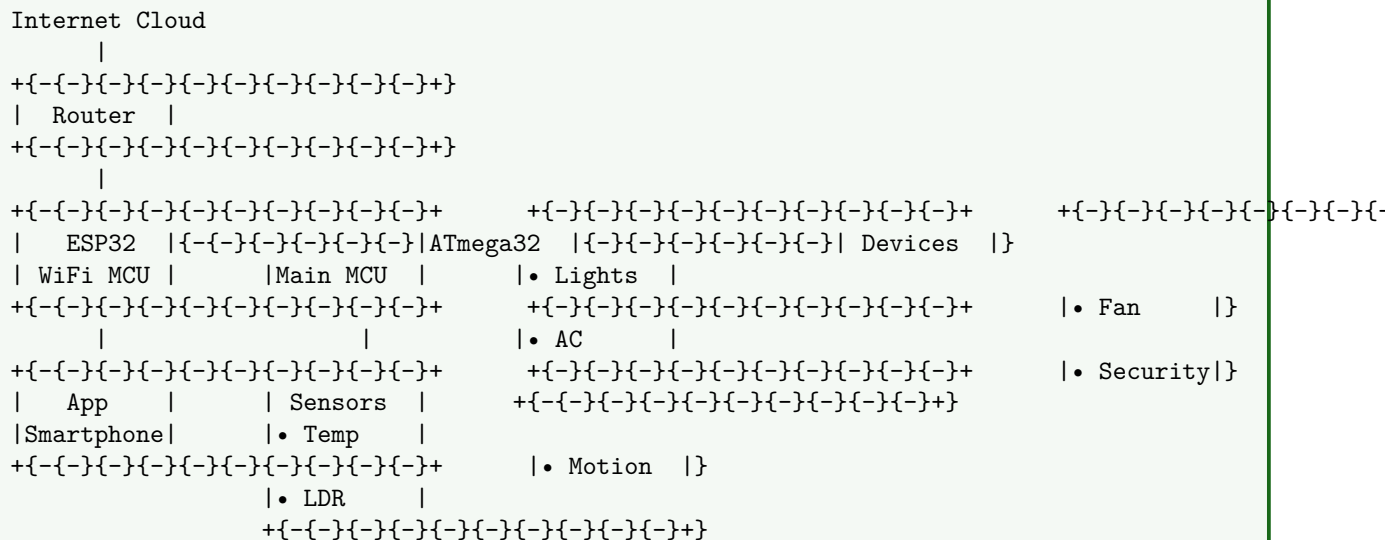 Internet Cloud
|
+{-{-}{-}{-}{-}{-}{-}{-}{-}{-}+}
| Router |
+{-{-}{-}{-}{-}{-}{-}{-}{-}{-}+}
|
+{-{-}{-}{-}{-}{-}{-}{-}{-}{-}+ +{-}{-}{-}{-}{-}{-}{-}{-}{-}{-}+ +{-}{-}{-}{-}{-}{-}{-}{-
| ESP32 |{-{-}{-}{-}{-}{-}|ATmega32 |{-}{-}{-}{-}{-}{-}| Devices |}
| WiFi MCU | |Main MCU | |• Lights |
+{-{-}{-}{-}{-}{-}{-}{-}{-}{-}+ +{-}{-}{-}{-}{-}{-}{-}{-}{-}{-}+ |• Fan |}
| | |• AC |
+{-{-}{-}{-}{-}{-}{-}{-}{-}{-}+ +{-}{-}{-}{-}{-}{-}{-}{-}{-}{-}+ |• Security|}
| App | | Sensors | +{-{-}{-}{-}{-}{-}{-}{-}{-}{-}+}
|Smartphone| |• Temp |
+{-{-}{-}{-}{-}{-}{-}{-}{-}{-}+ |• Motion |}
|• LDR |
+{-{-}{-}{-}{-}{-}{-}{-}{-}{-}+}